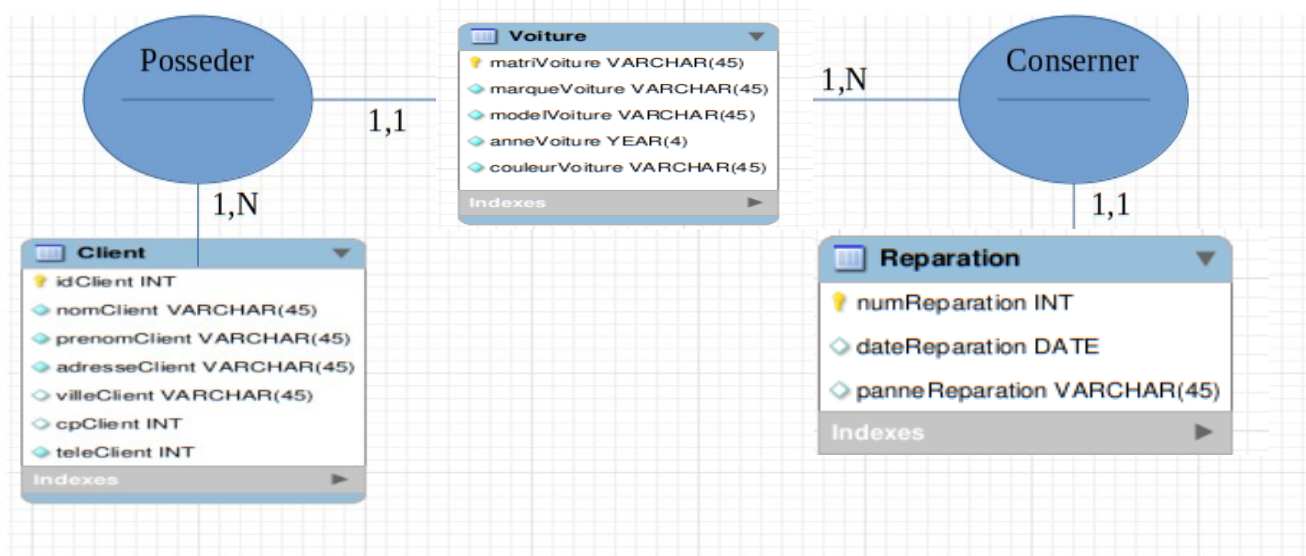 Posseder
1,1
1,N
Voiture
matriVoiture VARCHAR(45)
marqueVoiture VARCHAR(45)
modelVoiture VARCHAR(45)
anneVoiture YEAR(4)
couleurVoiture VARCHAR(45)
Indexes
1,N
Conserner
1,1
Client
idClient INT
nomClient VARCHAR(45)
prenomClient VARCHAR(45)
adresseClient VARCHAR(45)
villeClient VARCHAR(45)
cpClient INT
teleClient INT
Indexes
Reparation
numReparation INT
dateReparation DATE
panneReparation VARCHAR(45)
Indexes